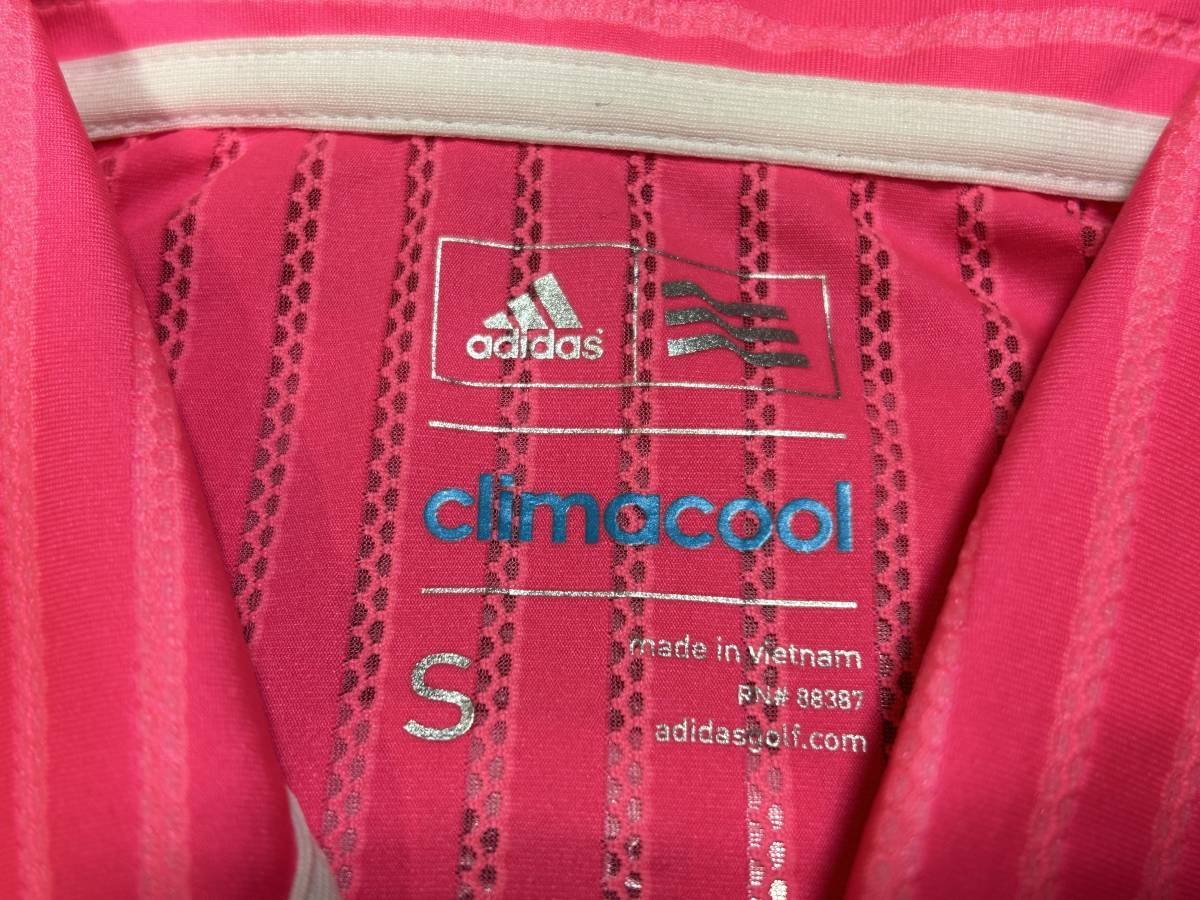 adidas
climacool
S
made in vietnam
RN# 88387
adidasgolf.com